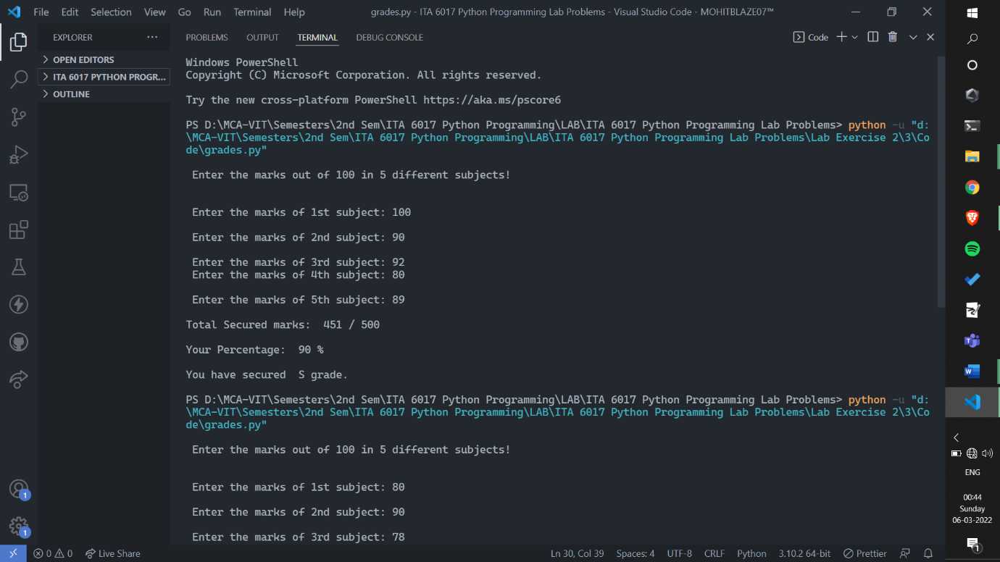 File Edit Selection View Go Run Terminal Help grades.py - ITA 6017 Python Programming Lab Problems - Visual Studio Code - MOHITBLAZE07™
EXPLORER ...
OPEN EDITORS
ITA 6017 PYTHON PROGR...
OUTLINE
PROBLEMS OUTPUT TERMINAL DEBUG CONSOLE Code
Windows PowerShell
Copyright (C) Microsoft Corporation. All rights reserved.
Try the new cross-platform PowerShell https://aka.ms/pscore6
PS D:\MCA-VIT\Semesters\2nd Sem\ITA 6017 Python Programming\LAB\ITA 6017 Python Programming Lab Problems> python -u "d:
\MCA-VIT\Semesters\2nd Sem\ITA 6017 Python Programming\LAB\ITA 6017 Python Programming Lab Problems\Lab Exercise 2\3\Co
de\grades.py"
Enter the marks out of 100 in 5 different subjects!
Enter the marks of 1st subject: 100
Enter the marks of 2nd subject: 90
Enter the marks of 3rd subject: 92
Enter the marks of 4th subject: 80
Enter the marks of 5th subject: 89
Total Secured marks:  451 / 500
Your Percentage:  90 %
You have secured  S grade.
PS D:\MCA-VIT\Semesters\2nd Sem\ITA 6017 Python Programming\LAB\ITA 6017 Python Programming Lab Problems> python -u "d:
\MCA-VIT\Semesters\2nd Sem\ITA 6017 Python Programming\LAB\ITA 6017 Python Programming Lab Problems\Lab Exercise 2\3\Co
de\grades.py"
Enter the marks out of 100 in 5 different subjects!
Enter the marks of 1st subject: 80
Enter the marks of 2nd subject: 90
Enter the marks of 3rd subject: 78
1
1
0 0 Live Share Ln 30, Col 39 Spaces: 4 UTF-8 CRLF Python 3.10.2 64-bit Prettier
ENG
00:44
Sunday
06-03-2022
1